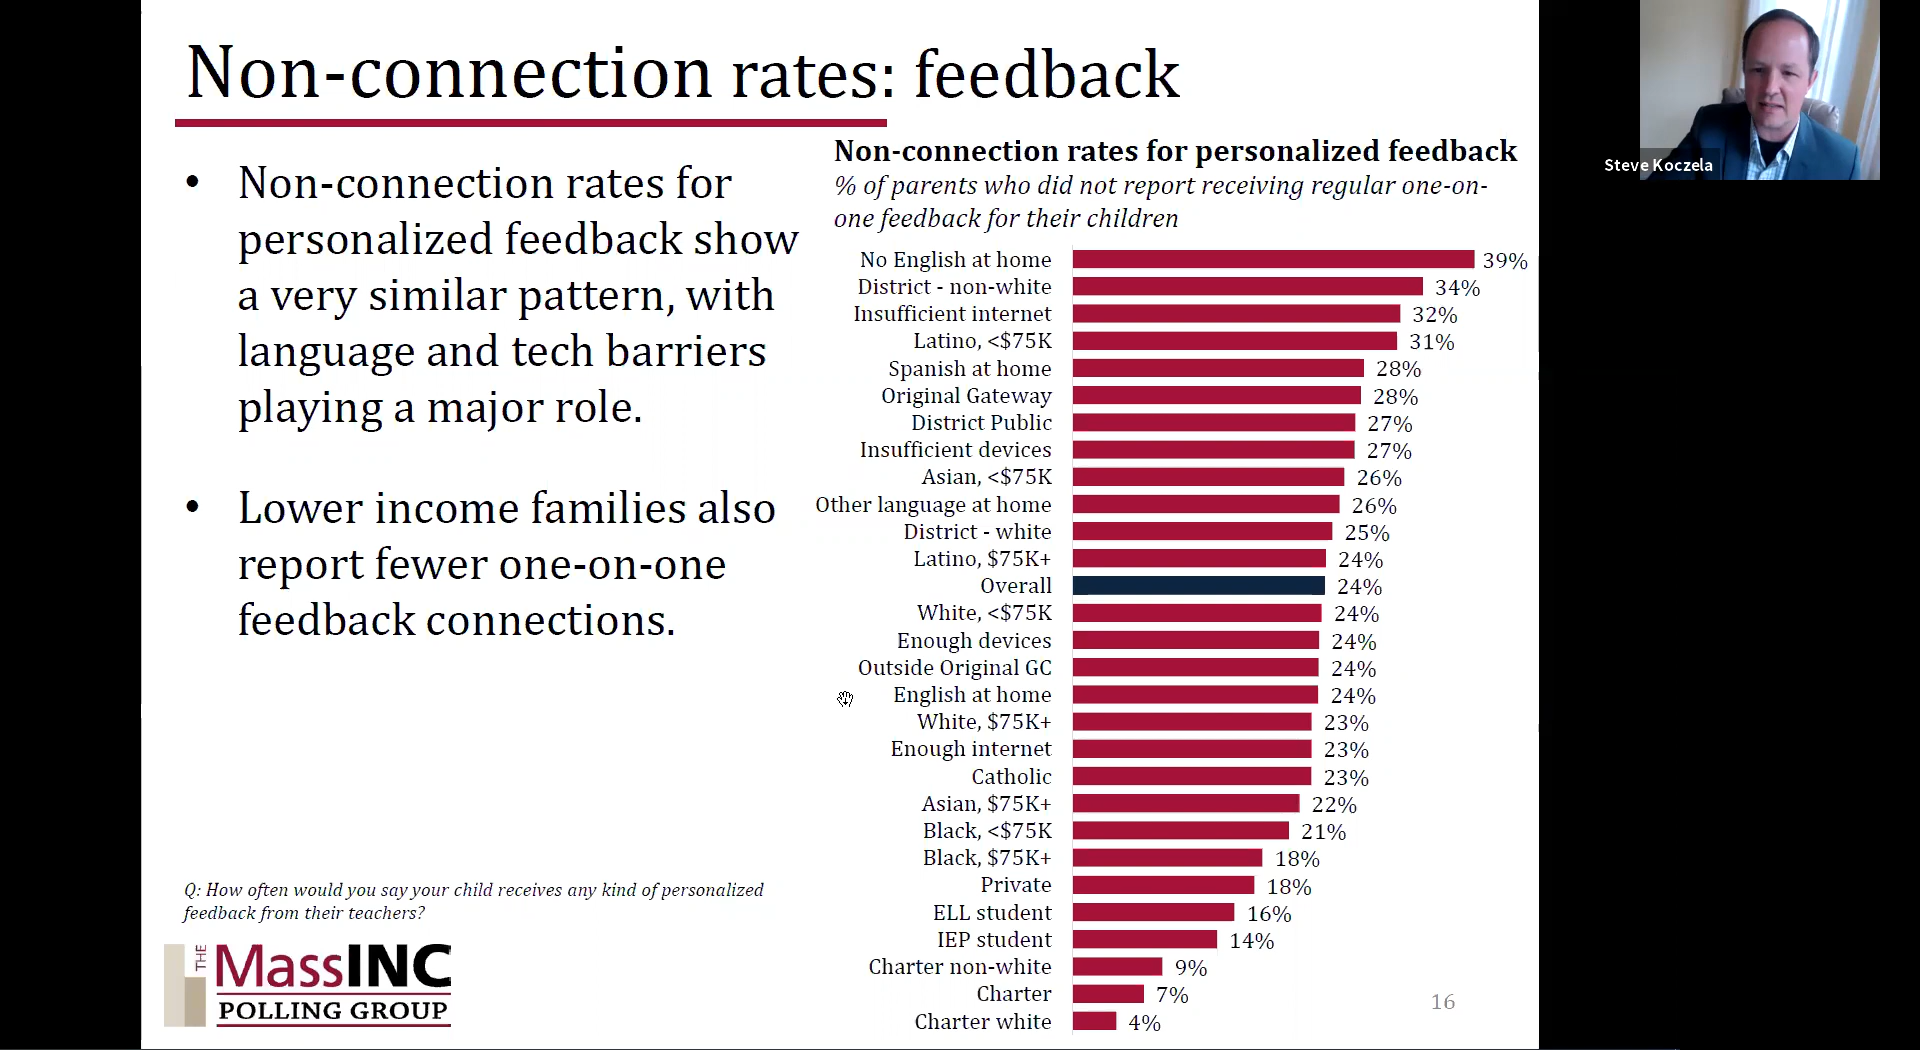 Non-connection rates: feedback
• Non-connection rates for
personalized feedback show
a very similar pattern, with
language and tech barriers
playing a major role.
• Lower income families also
report fewer one-on-one
feedback connections.
Q: How often would you say your child receives any kind of personalized
feedback from their teachers?
THE
MassINC
POLLING GROUP
Non-connection rates for personalized feedback
% of parents who did not report receiving regular one-on-
one feedback for their children
No English at home 39%
District - non-white 34%
Insufficient internet 32%
Latino, <$75K 31%
Spanish at home 28%
Original Gateway 28%
District Public 27%
Insufficient devices 27%
Asian, <$75K 26%
Other language at home 26%
District - white 25%
Latino, $75K+ 24%
Overall 24%
White, <$75K 24%
Enough devices 24%
Outside Original GC 24%
English at home 24%
White, $75K+ 23%
Enough internet 23%
Catholic 23%
Asian, $75K+ 22%
Black, <$75K 21%
Black, $75K+ 18%
Private 18%
ELL student 16%
IEP student 14%
Charter non-white 9%
Charter 7%
Charter white 4%
16
Steve Koczela